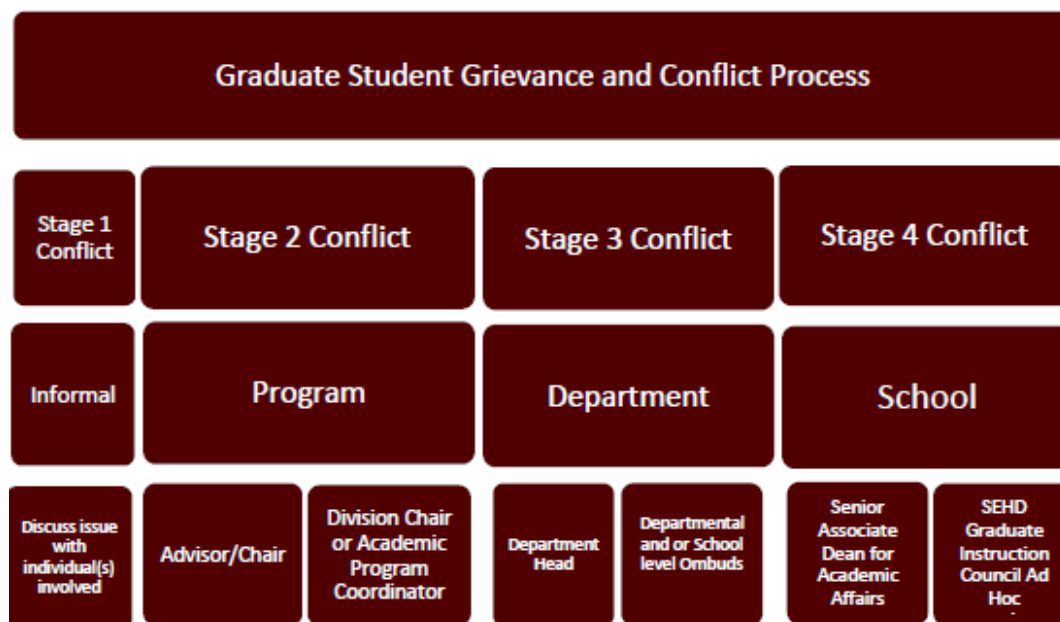 Graduate Student Grievance and Conflict Process
Stage 1
Conflict
Stage 2 Conflict
Stage 3 Conflict
Stage 4 Conflict
Informal
Program
Department
School
Discuss issue
with
individual(s)
involved
Advisor/Chair
Division Chair
or Academic
Program
Coordinator
Department
Head
Departmental
and or School
level Ombuds
Senior
Associate
Dean for
Academic
Affairs
SEHD
Graduate
Instruction
Council Ad
Hoc